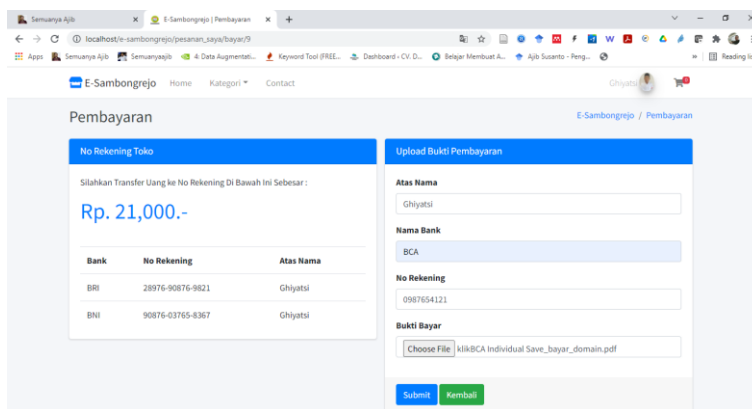 Semuanya Ajib
E-Sambongrejo | Pembayaran
localhost/e-sambongrejo/pesanan_saya/bayar/9
Apps Semuanya Ajib Semuanyaajib 4: Data Augmentati... Keyword Tool (FREE... Dashboard - CV. D... Belajar Membuat A... Ajib Susanto - Peng... » Reading lis
E-Sambongrejo Home Kategori Contact Ghiyatsi
Pembayaran
E-Sambongrejo / Pembayaran
No Rekening Toko
Silahkan Transfer Uang ke No Rekening Di Bawah Ini Sebesar :
Rp. 21,000.-
Bank No Rekening Atas Nama
BRI 28976-90876-9821 Ghiyatsi
BNI 90876-03765-8367 Ghiyatsi
Upload Bukti Pembayaran
Atas Nama
Ghiyatsi
Nama Bank
BCA
No Rekening
0987654121
Bukti Bayar
Choose File klikBCA Individual Save_bayar_domain.pdf
Submit Kembali